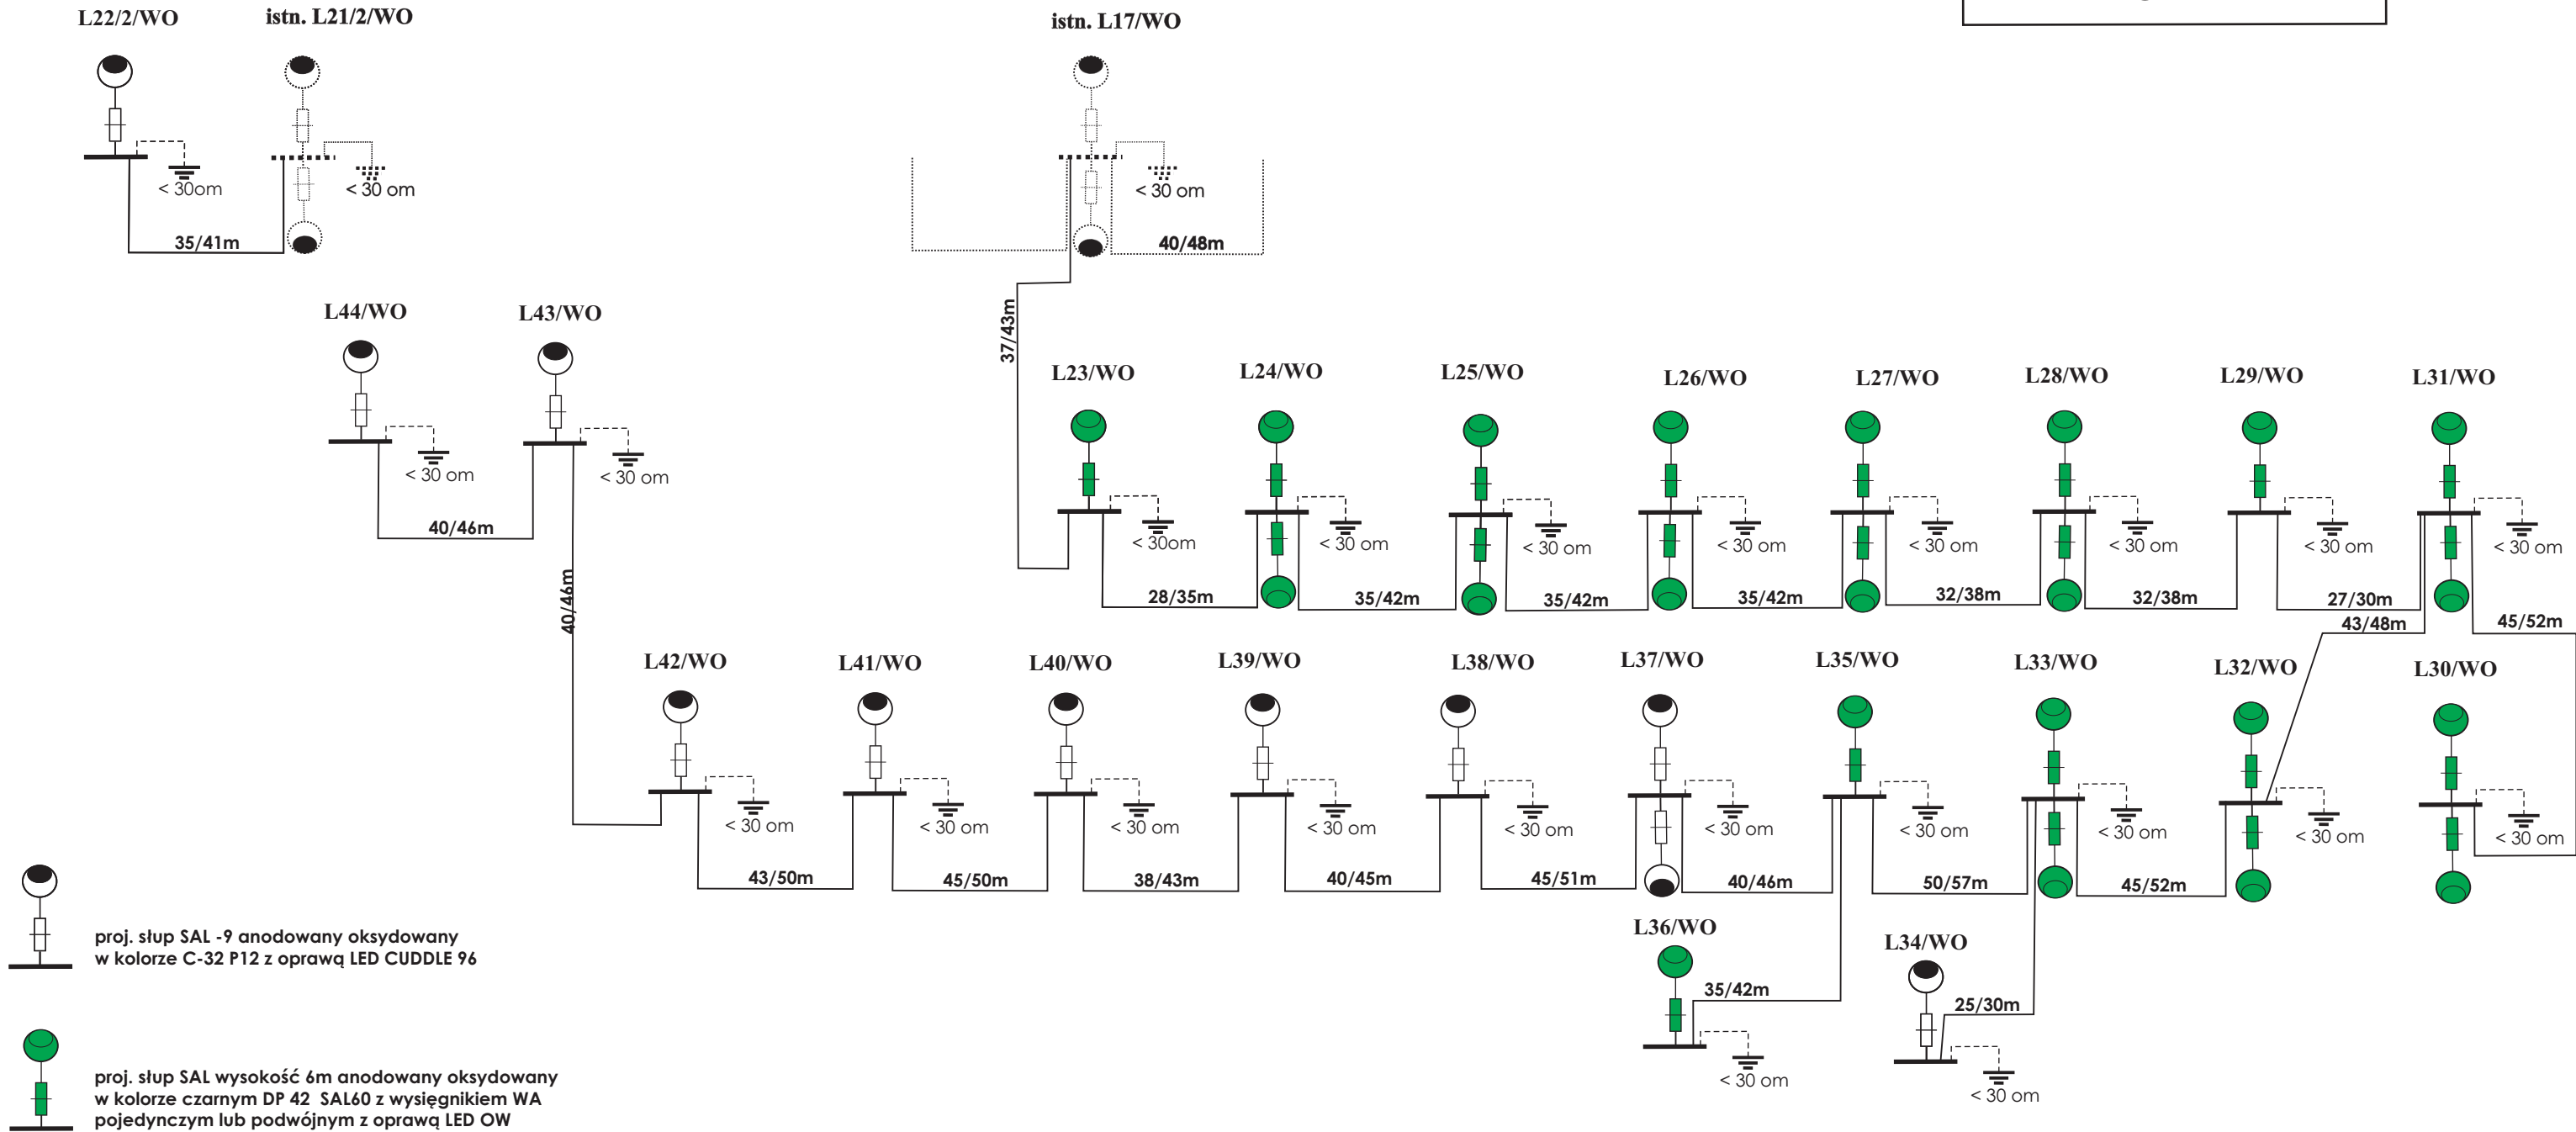 L22/2/WO
istn. L21/2/WO
istn. L17/WO
< 30om
< 30 om
< 30 om
35/41m
40/48m
37/43m
L44/WO
L43/WO
< 30 om
< 30 om
40/46m
40/46m
L23/WO
L24/WO
L25/WO
L26/WO
L27/WO
L28/WO
L29/WO
L31/WO
< 30om
< 30 om
< 30 om
< 30 om
< 30 om
< 30 om
< 30 om
< 30 om
28/35m
35/42m
35/42m
35/42m
32/38m
32/38m
27/30m
43/48m
45/52m
L42/WO
L41/WO
L40/WO
L39/WO
L38/WO
L37/WO
L35/WO
L33/WO
L32/WO
L30/WO
< 30 om
< 30 om
< 30 om
< 30 om
< 30 om
< 30 om
< 30 om
< 30 om
< 30 om
< 30 om
43/50m
45/50m
38/43m
40/45m
45/51m
40/46m
50/57m
45/52m
L36/WO
L34/WO
35/42m
25/30m
< 30 om
< 30 om
proj. słup SAL -9 anodowany oksydowany
w kolorze C-32 P12 z oprawą LED CUDDLE 96
proj. słup SAL wysokość 6m anodowany oksydowany
w kolorze czarnym DP 42 SAL60 z wysięgnikiem WA
pojedynczym lub podwójnym z oprawą LED OW